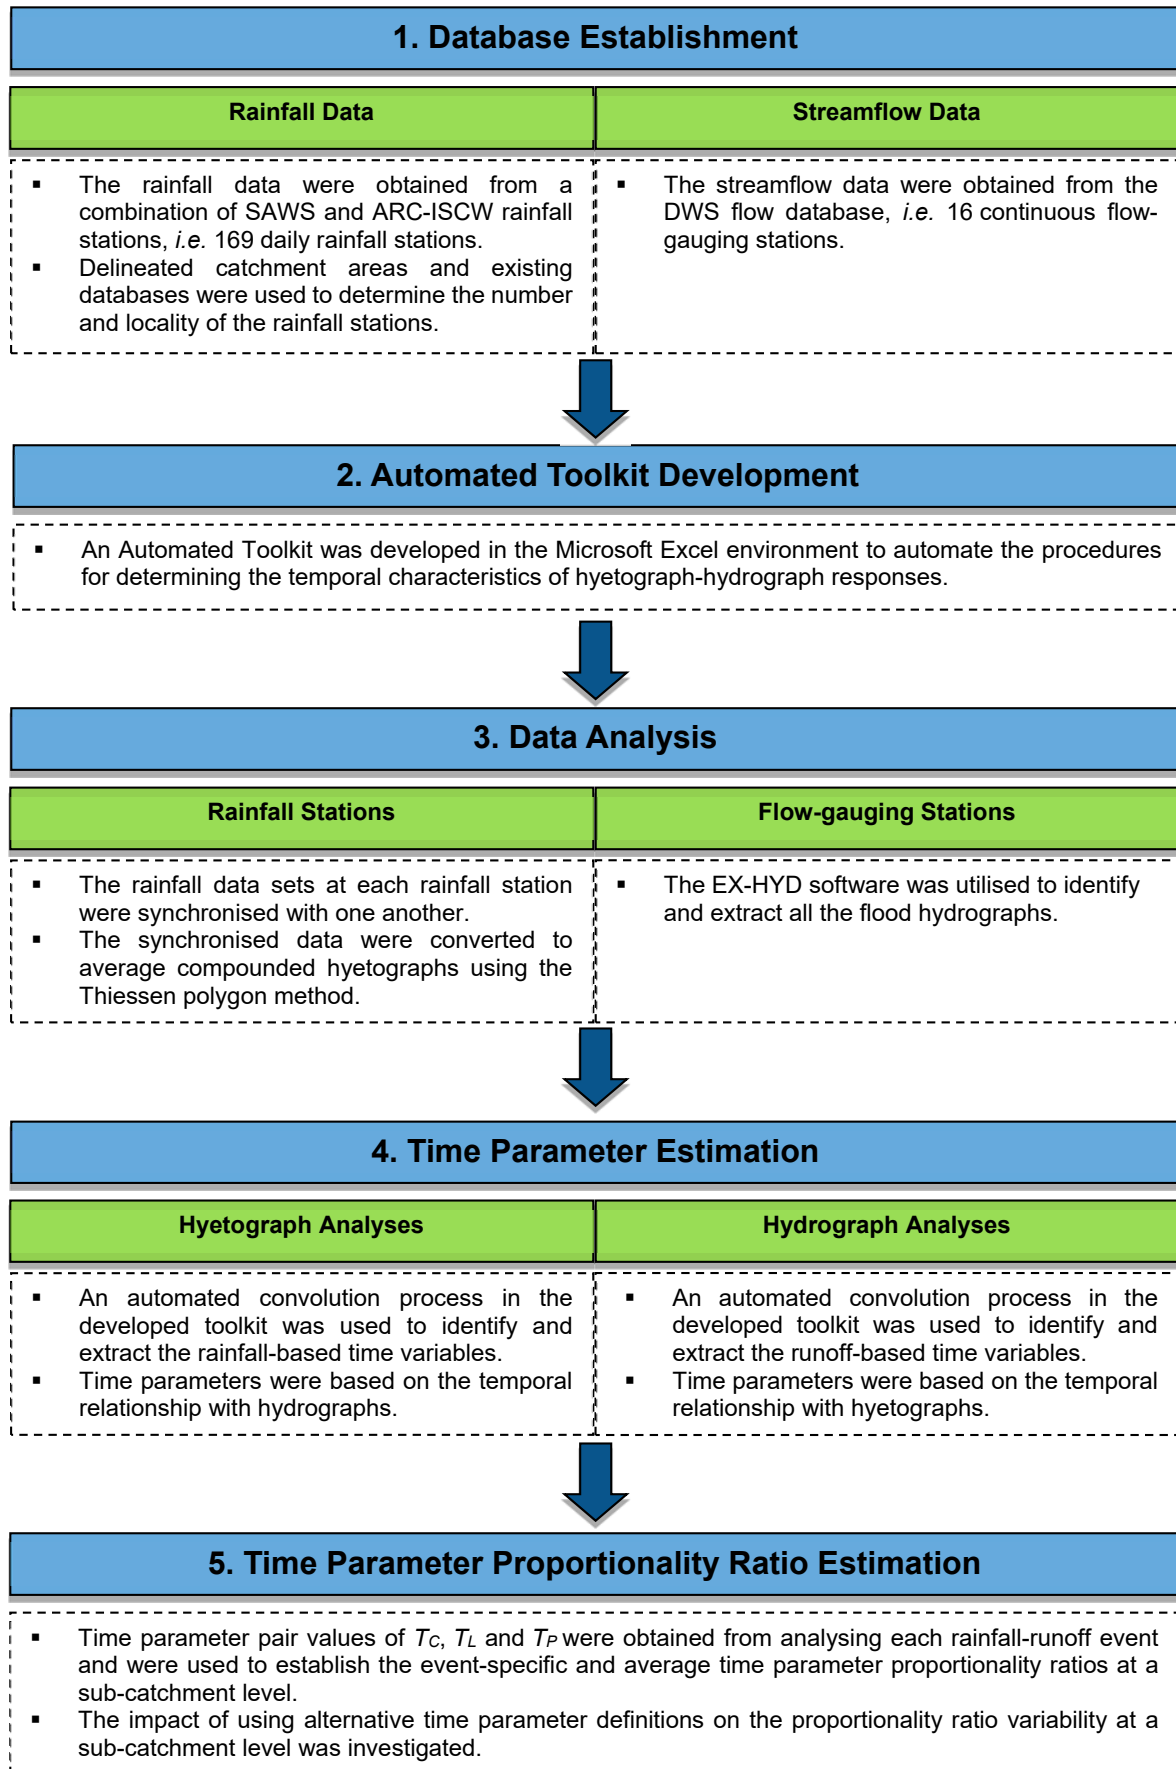 1. Database Establishment
Rainfall Data
Streamflow Data
▪ The rainfall data were obtained from a
combination of SAWS and ARC-ISCW rainfall
stations, i.e. 169 daily rainfall stations.
▪ Delineated catchment areas and existing
databases were used to determine the number
and locality of the rainfall stations.
▪ The streamflow data were obtained from the
DWS flow database, i.e. 16 continuous flow-
gauging stations.
2. Automated Toolkit Development
▪ An Automated Toolkit was developed in the Microsoft Excel environment to automate the procedures
for determining the temporal characteristics of hyetograph-hydrograph responses.
3. Data Analysis
Rainfall Stations
Flow-gauging Stations
▪ The rainfall data sets at each rainfall station
were synchronised with one another.
▪ The synchronised data were converted to
average compounded hyetographs using the
Thiessen polygon method.
▪ The EX-HYD software was utilised to identify
and extract all the flood hydrographs.
4. Time Parameter Estimation
Hyetograph Analyses
Hydrograph Analyses
▪ An automated convolution process in the
developed toolkit was used to identify and
extract the rainfall-based time variables.
▪ Time parameters were based on the temporal
relationship with hydrographs.
▪ An automated convolution process in the
developed toolkit was used to identify and
extract the runoff-based time variables.
▪ Time parameters were based on the temporal
relationship with hyetographs.
5. Time Parameter Proportionality Ratio Estimation
▪ Time parameter pair values of TC, TL and TP were obtained from analysing each rainfall-runoff event
and were used to establish the event-specific and average time parameter proportionality ratios at a
sub-catchment level.
▪ The impact of using alternative time parameter definitions on the proportionality ratio variability at a
sub-catchment level was investigated.